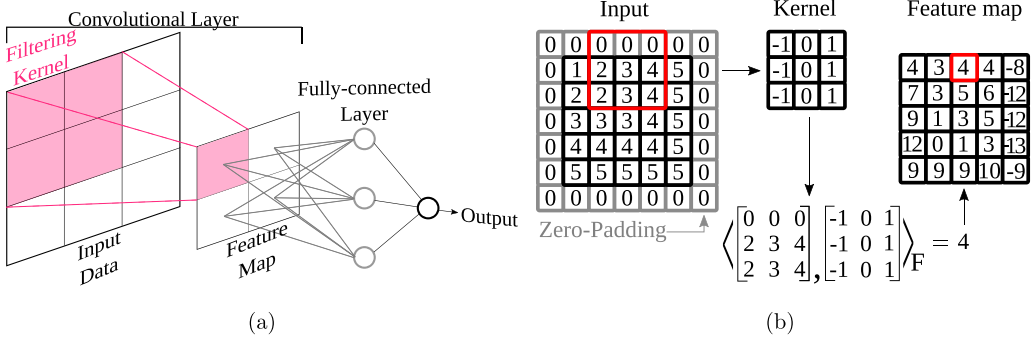 Convolutional Layer
Filtering
Kernel
Fully-connected
Layer
Output
Input
Data
Feature
Map
(a)
Input
0 0 0 0 0 0 0
0 1 2 3 4 5 0
0 2 2 3 4 5 0
0 3 3 3 4 5 0
0 4 4 4 4 5 0
0 5 5 5 5 5 0
0 0 0 0 0 0 0
Zero-Padding
Kernel
-1 0 1
-1 0 1
-1 0 1
Feature map
4 3 4 4 -8
7 3 5 6 -12
9 1 3 5 -12
12 0 1 3 -13
9 9 9 10 -9
⟨[0 0 0
2 3 4
2 3 4],
[-1 0 1
-1 0 1
-1 0 1]⟩F = 4
(b)